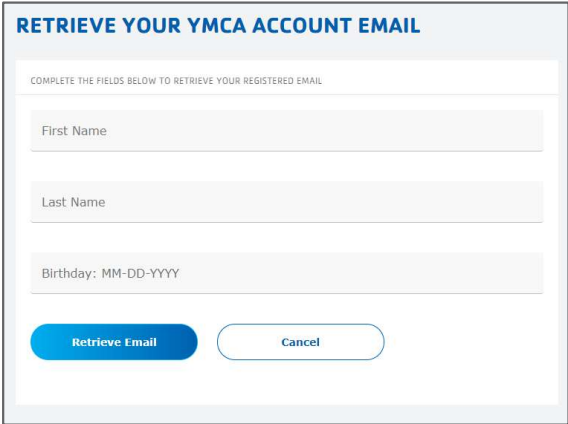 RETRIEVE YOUR YMCA ACCOUNT EMAIL
COMPLETE THE FIELDS BELOW TO RETRIEVE YOUR REGISTERED EMAIL
First Name
Last Name
Birthday: MM-DD-YYYY
Retrieve Email Cancel